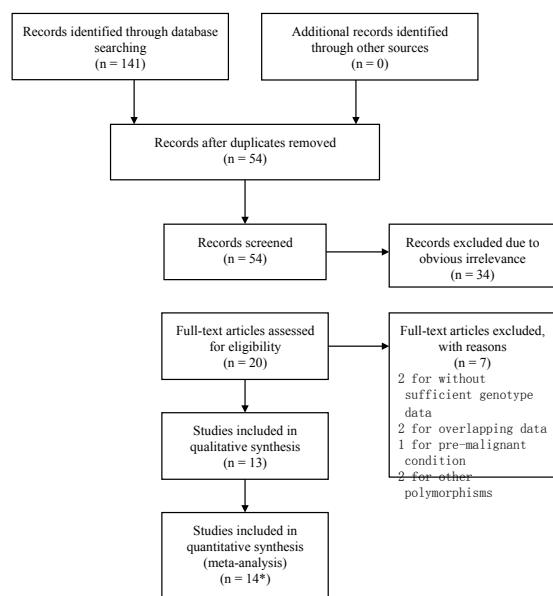 Records identified through database
searching
(n = 141)
Additional records identified
through other sources
(n = 0)
Records after duplicates removed
(n = 54)
Records screened
(n = 54)
Records excluded due to
obvious irrelevance
(n = 34)
Full-text articles assessed
for eligibility
(n = 20)
Full-text articles excluded,
with reasons
(n = 7)
2 for without
sufficient genotype
data
2 for overlapping data
1 for pre-malignant
condition
2 for other
polymorphisms
Studies included in
qualitative synthesis
(n = 13)
Studies included in
quantitative synthesis
(meta-analysis)
(n = 14*)